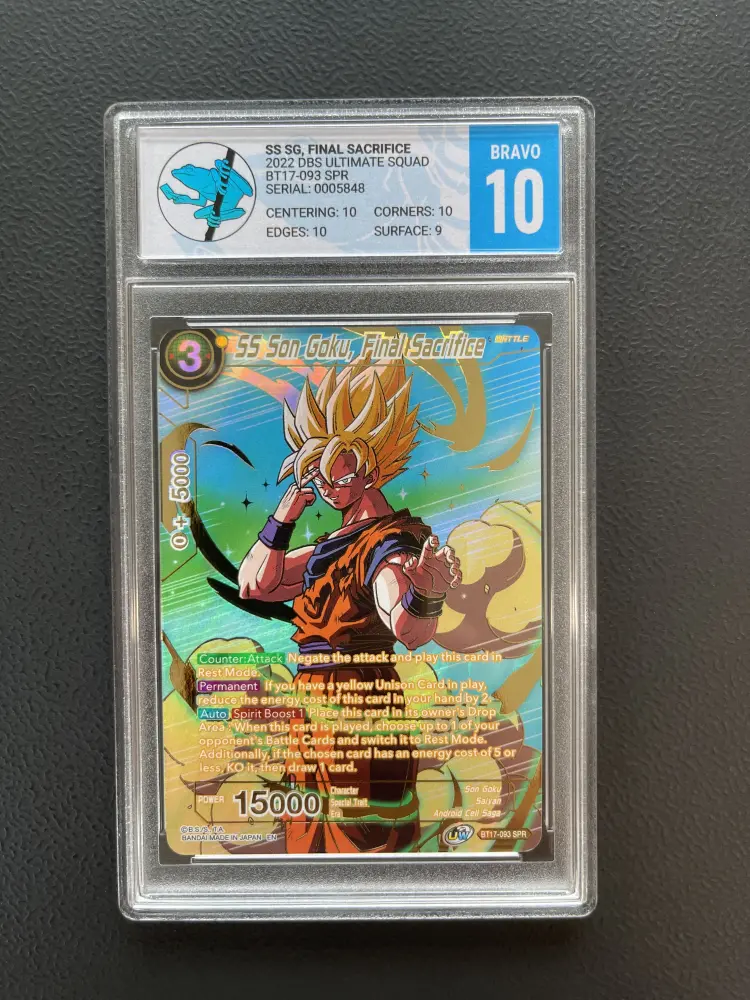 SS SG, FINAL SACRIFICE
2022 DBS ULTIMATE SQUAD
BT17-093 SPR
SERIAL: 0005848
CENTERING: 10 CORNERS: 10
EDGES: 10 SURFACE: 9
BRAVO
10
3
SS Son Goku, Final Sacrifice
BATTLE
0+ 5000
Counter:Attack Negate the attack and play this card in
Rest Mode.
Permanent If you have a yellow Unison Card in play,
reduce the energy cost of this card in your hand by 2.
Auto Spirit Boost 1 Place this card in its owner's Drop
Area : When this card is played, choose up to 1 of your
opponent's Battle Cards and switch it to Rest Mode.
Additionally, if the chosen card has an energy cost of 5 or
less, KO it, then draw 1 card.
POWER 15000
Character Son Goku
Special Trait Saiyan
Era Android Cell Saga
©B.S./S.,T.A.
BANDAI MADE IN JAPAN EN
UW
BT17-093 SPR